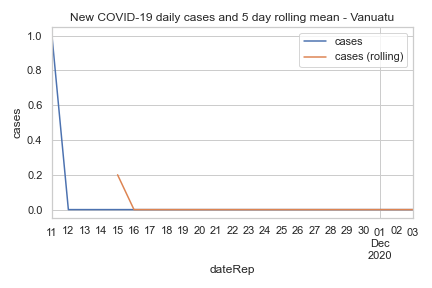 New COVID-19 daily cases and 5 day rolling mean - Vanuatu
cases
cases (rolling)
1.0
0.8
0.6
0.4
0.2
0.0
cases
11 12 13 14 15 16 17 18 19 20 21 22 23 24 25 26 27 28 29 30 01 02 03
Dec
2020
dateRep